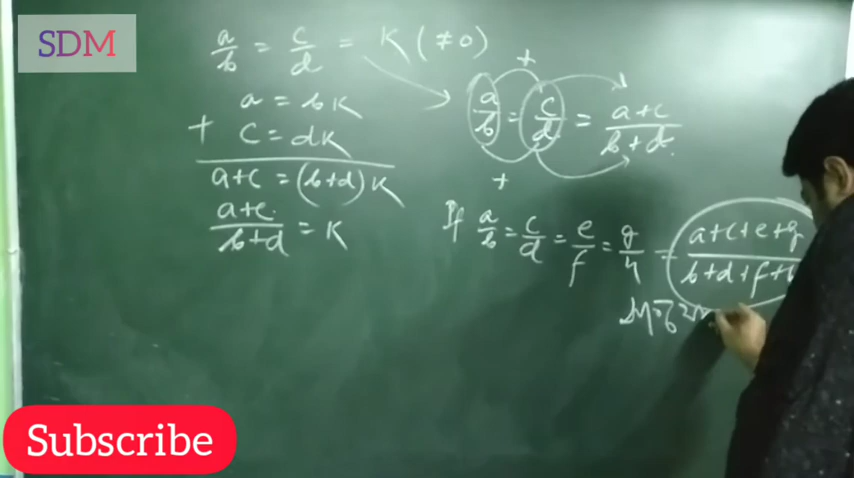 SDM
a/b = c/d = K (≠0)
a = bK
+ c = dK
a+c = (b+d)K
a+c/b+d = K
+
a/b = c/d = a+c/b+d
+
If a/b = c/d = e/f = g/h = a+c+e+g/b+d+f+h
Subscribe